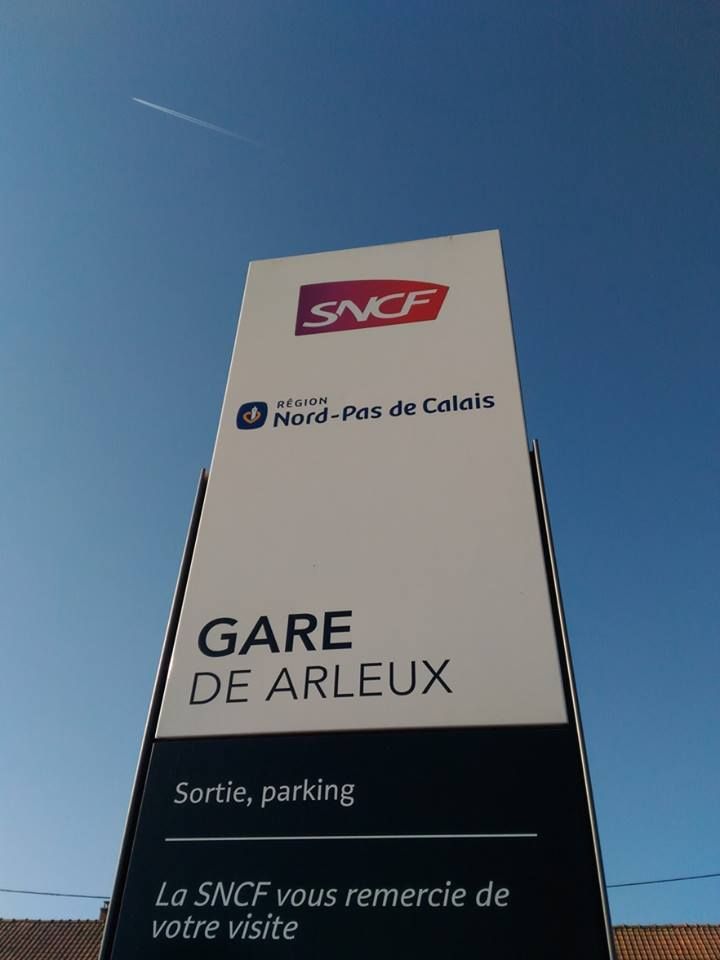 SNCF
RÉGION
Nord-Pas de Calais
GARE
DE ARLEUX
Sortie, parking
La SNCF vous remercie de
votre visite